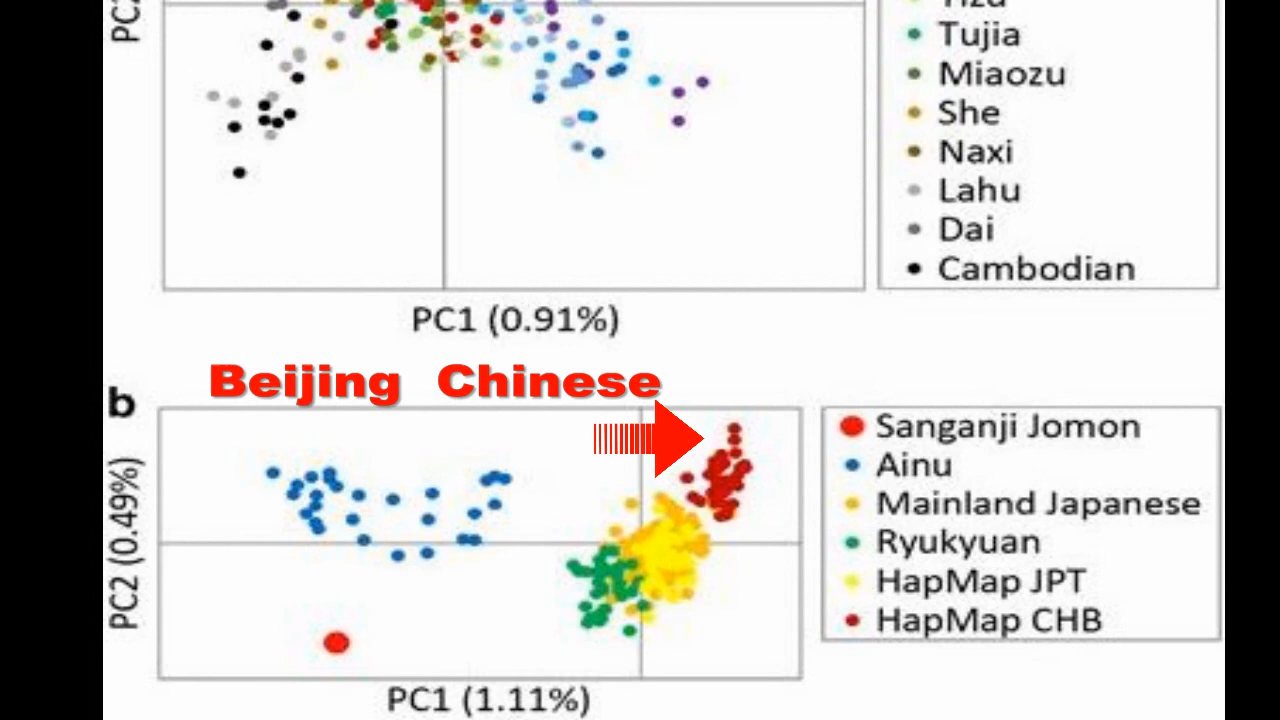 Tujia
Miaozu
She
Naxi
Lahu
Dai
Cambodian
PC1 (0.91%)
Beijing Chinese
b
PC2 (0.49%)
Sanganji Jomon
Ainu
Mainland Japanese
Ryukyuan
HapMap JPT
HapMap CHB
PC1 (1.11%)